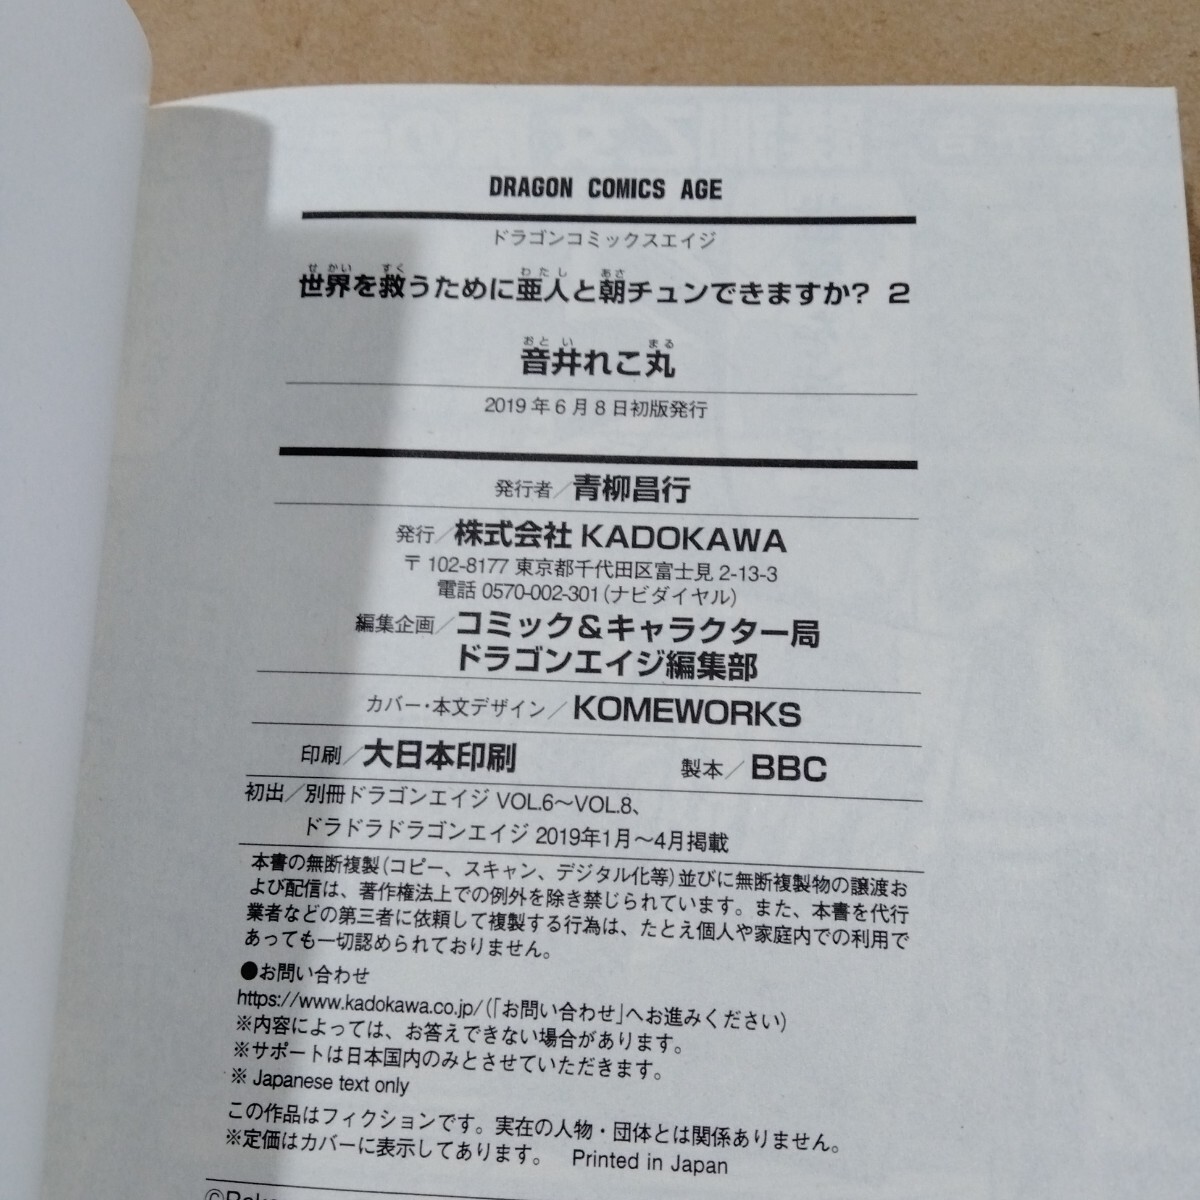 DRAGON COMICS AGE
ドラゴンコミックスエイジ
せかい すく わたし あさ
世界を救うために亜人と朝チュンできますか? 2
おとい まる
音井れこ丸
2019年6月8日初版発行
発行者／青柳昌行
発行／株式会社 KADOKAWA
〒102-8177 東京都千代田区富士見 2-13-3
電話 0570-002-301(ナビダイヤル)
編集企画／コミック&キャラクター局
ドラゴンエイジ編集部
カバー・本文デザイン／KOMEWORKS
印刷／大日本印刷 製本／BBC
初出／別冊ドラゴンエイジ VOL.6〜VOL.8、
ドラドラドラゴンエイジ 2019年1月〜4月掲載
本書の無断複製(コピー、スキャン、デジタル化等)並びに無断複製物の譲渡お
よび配信は、著作権法上での例外を除き禁じられています。また、本書を代行
業者などの第三者に依頼して複製する行為は、たとえ個人や家庭内での利用で
あっても一切認められておりません。
●お問い合わせ
https://www.kadokawa.co.jp/(「お問い合わせ」へお進みください)
※内容によっては、お答えできない場合があります。
※サポートは日本国内のみとさせていただきます。
※ Japanese text only
この作品はフィクションです。実在の人物・団体とは関係ありません。
※定価はカバーに表示してあります。 Printed in Japan